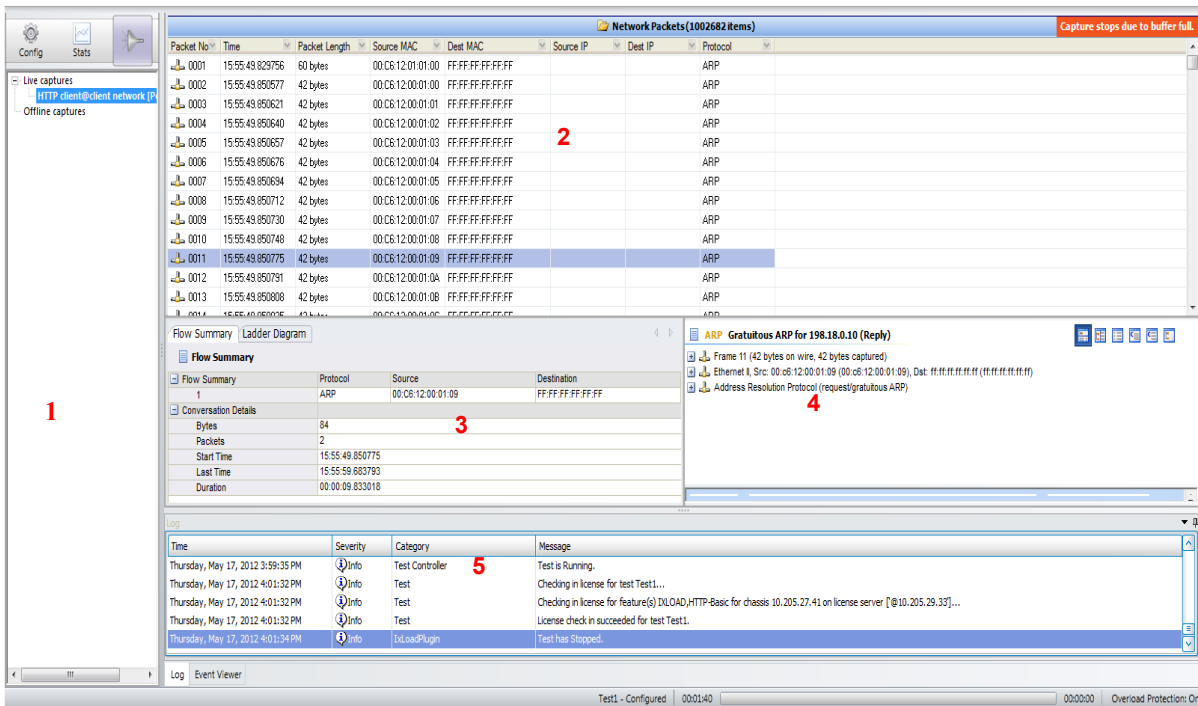 Network Packets(1002682 items)
Capture stops due to buffer full.
Config
Stats
Live captures
HTTP client@client network [P
Offline captures
1
Packet No Time Packet Length Source MAC Dest MAC Source IP Dest IP Protocol
0001 15:55:49.829756 60 bytes 00:C6:12:01:01:00 FF:FF:FF:FF:FF:FF ARP
0002 15:55:49.850577 42 bytes 00:C6:12:00:01:00 FF:FF:FF:FF:FF:FF ARP
0003 15:55:49.850621 42 bytes 00:C6:12:00:01:01 FF:FF:FF:FF:FF:FF ARP
0004 15:55:49.850640 42 bytes 00:C6:12:00:01:02 FF:FF:FF:FF:FF:FF ARP
0005 15:55:49.850657 42 bytes 00:C6:12:00:01:03 FF:FF:FF:FF:FF:FF ARP
2
0006 15:55:49.850676 42 bytes 00:C6:12:00:01:04 FF:FF:FF:FF:FF:FF ARP
0007 15:55:49.850694 42 bytes 00:C6:12:00:01:05 FF:FF:FF:FF:FF:FF ARP
0008 15:55:49.850712 42 bytes 00:C6:12:00:01:06 FF:FF:FF:FF:FF:FF ARP
0009 15:55:49.850730 42 bytes 00:C6:12:00:01:07 FF:FF:FF:FF:FF:FF ARP
0010 15:55:49.850748 42 bytes 00:C6:12:00:01:08 FF:FF:FF:FF:FF:FF ARP
0011 15:55:49.850775 42 bytes 00:C6:12:00:01:09 FF:FF:FF:FF:FF:FF ARP
0012 15:55:49.850791 42 bytes 00:C6:12:00:01:0A FF:FF:FF:FF:FF:FF ARP
0013 15:55:49.850808 42 bytes 00:C6:12:00:01:0B FF:FF:FF:FF:FF:FF ARP
Flow Summary Ladder Diagram
Flow Summary
Flow Summary Protocol Source Destination
1 ARP 00:C6:12:00:01:09 FF:FF:FF:FF:FF:FF
Conversation Details
Bytes 84
3
Packets 2
Start Time 15:55:49.850775
Last Time 15:55:59.683793
Duration 00:00:09.833018
ARP Gratuitous ARP for 198.18.0.10 (Reply)
Frame 11 (42 bytes on wire, 42 bytes captured)
Ethernet II, Src: 00:c6:12:00:01:09 (00:c6:12:00:01:09), Dst: ff:ff:ff:ff:ff:ff (ff:ff:ff:ff:ff:ff)
Address Resolution Protocol (request/gratuitous ARP)
4
Log
Time Severity Category Message
Thursday, May 17, 2012 3:59:35 PM Info Test Controller Test is Running.
5
Thursday, May 17, 2012 4:01:32 PM Info Test Checking in license for test Test1...
Thursday, May 17, 2012 4:01:32 PM Info Test Checking in license for feature(s) IXLOAD,HTTP-Basic for chassis 10.205.27.41 on license server ['@10.205.29.33']...
Thursday, May 17, 2012 4:01:32 PM Info Test License check in succeeded for test Test1.
Thursday, May 17, 2012 4:01:34 PM Info IxLoadPlugin Test has Stopped.
Log Event Viewer
Test1 - Configured 00:01:40 00:00:00 Overload Protection: On